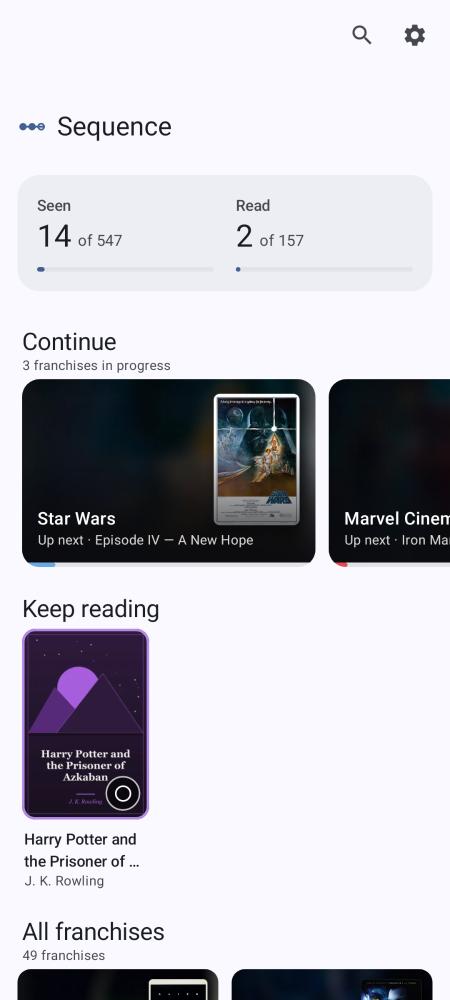 Sequence
Seen
14 of 547
Read
2 of 157
Continue
3 franchises in progress
STAR
WARS
Star Wars
Up next · Episode IV — A New Hope
Marvel Cinem
Up next · Iron Ma
Keep reading
Harry Potter and
the Prisoner of
Azkaban
J. K. Rowling
Harry Potter and
the Prisoner of ...
J. K. Rowling
All franchises
49 franchises